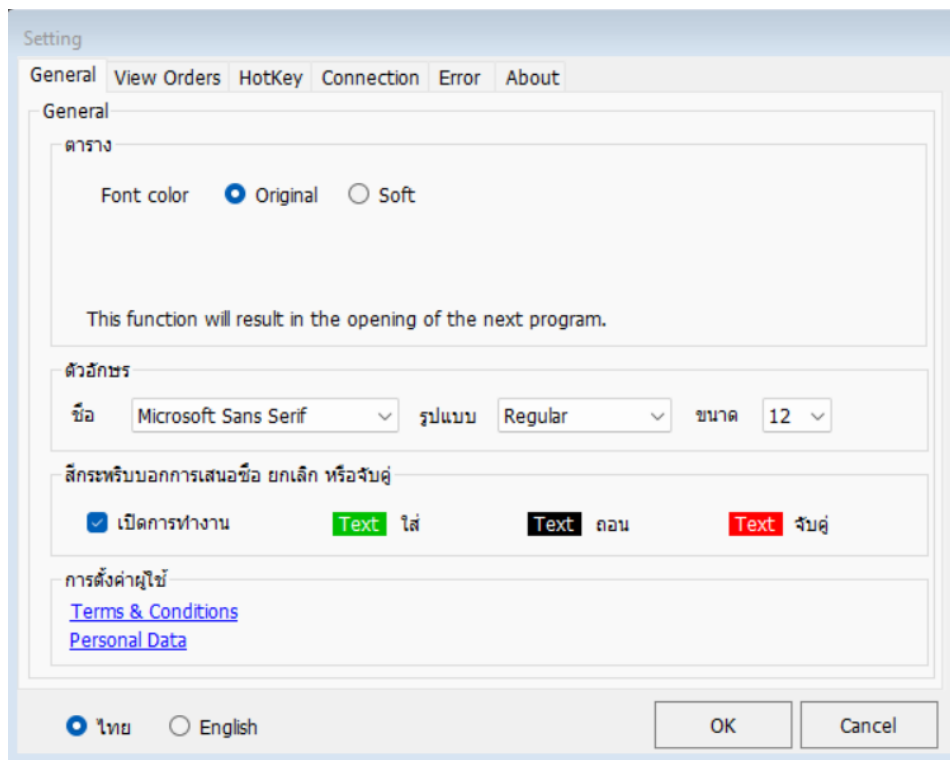 Setting
General View Orders HotKey Connection Error About
General
ตาราง
Font color Original Soft
This function will result in the opening of the next program.
ตัวอักษร
ชื่อ Microsoft Sans Serif รูปแบบ Regular ขนาด 12
สีกระพริบบอกการเสนอซื้อ ยกเลิก หรือจับคู่
เปิดการทำงาน Text ใส่ Text ถอน Text จับคู่
การตั้งค่าผู้ใช้
Terms & Conditions
Personal Data
ไทย English OK Cancel